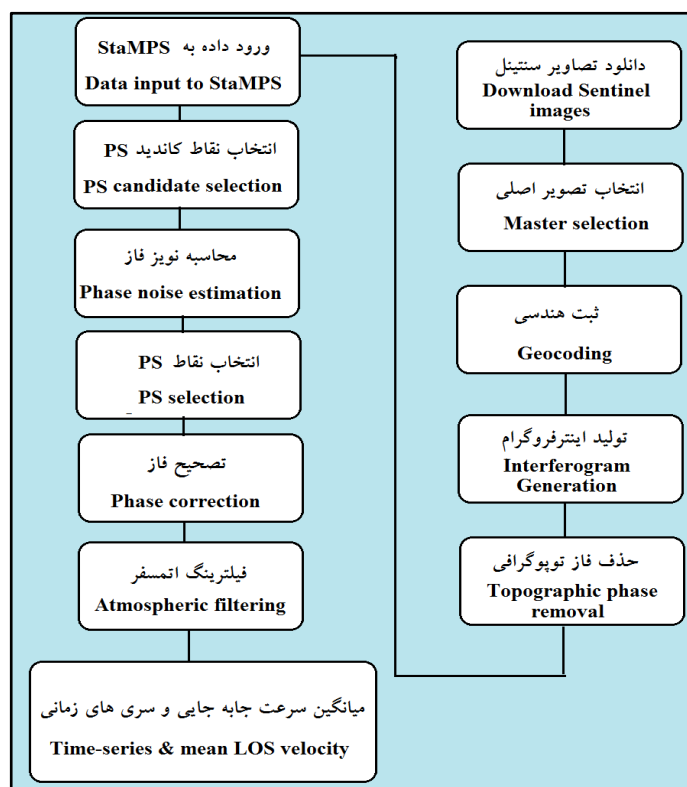 دانلود تصاویر سنتینل
Download Sentinel
images
انتخاب تصویر اصلی
Master selection
ثبت هندسی
Geocoding
تولید اینترفروگرام
Interferogram
Generation
حذف فاز توپوگرافی
Topographic phase
removal
ورود داده به StaMPS
Data input to StaMPS
انتخاب نقاط کاندید PS
PS candidate selection
محاسبه نویز فاز
Phase noise estimation
انتخاب نقاط PS
PS selection
تصحیح فاز
Phase correction
فیلترینگ اتمسفر
Atmospheric filtering
میانگین سرعت جابه جایی و سری های زمانی
Time-series & mean LOS velocity